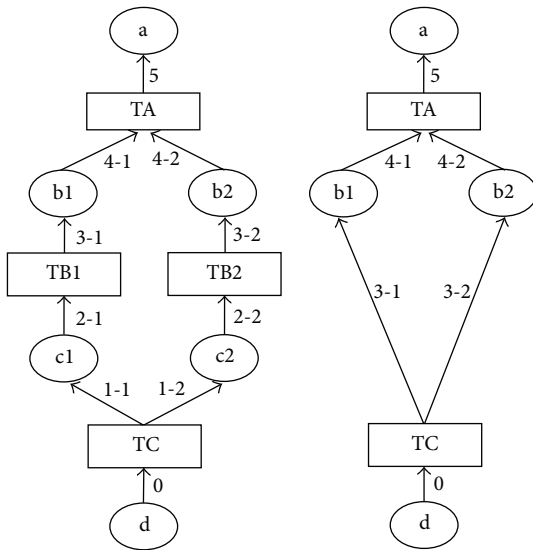 a
5
TA
4-1 4-2
b1 b2
3-1 3-2
TB1 TB2
2-1 2-2
c1 c2
1-1 1-2
TC
0
d
a
5
TA
4-1 4-2
b1 b2
3-1 3-2
TC
0
d